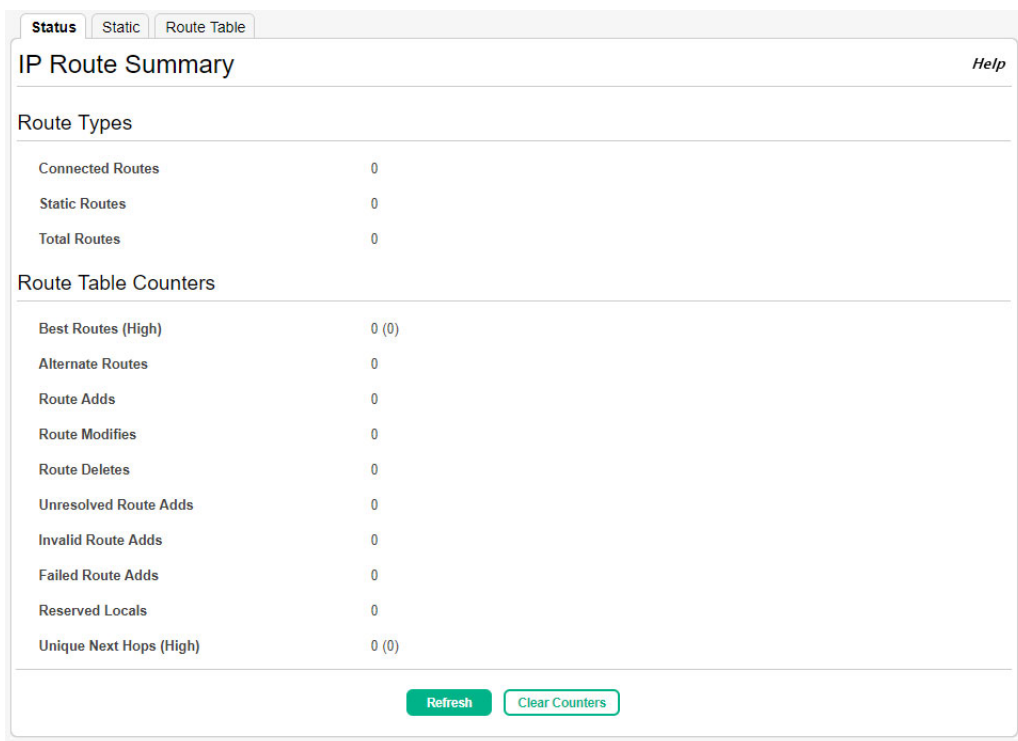 Status Static Route Table
IP Route Summary Help
Route Types
Connected Routes 0
Static Routes 0
Total Routes 0
Route Table Counters
Best Routes (High) 0 (0)
Alternate Routes 0
Route Adds 0
Route Modifies 0
Route Deletes 0
Unresolved Route Adds 0
Invalid Route Adds 0
Failed Route Adds 0
Reserved Locals 0
Unique Next Hops (High) 0 (0)
Refresh Clear Counters